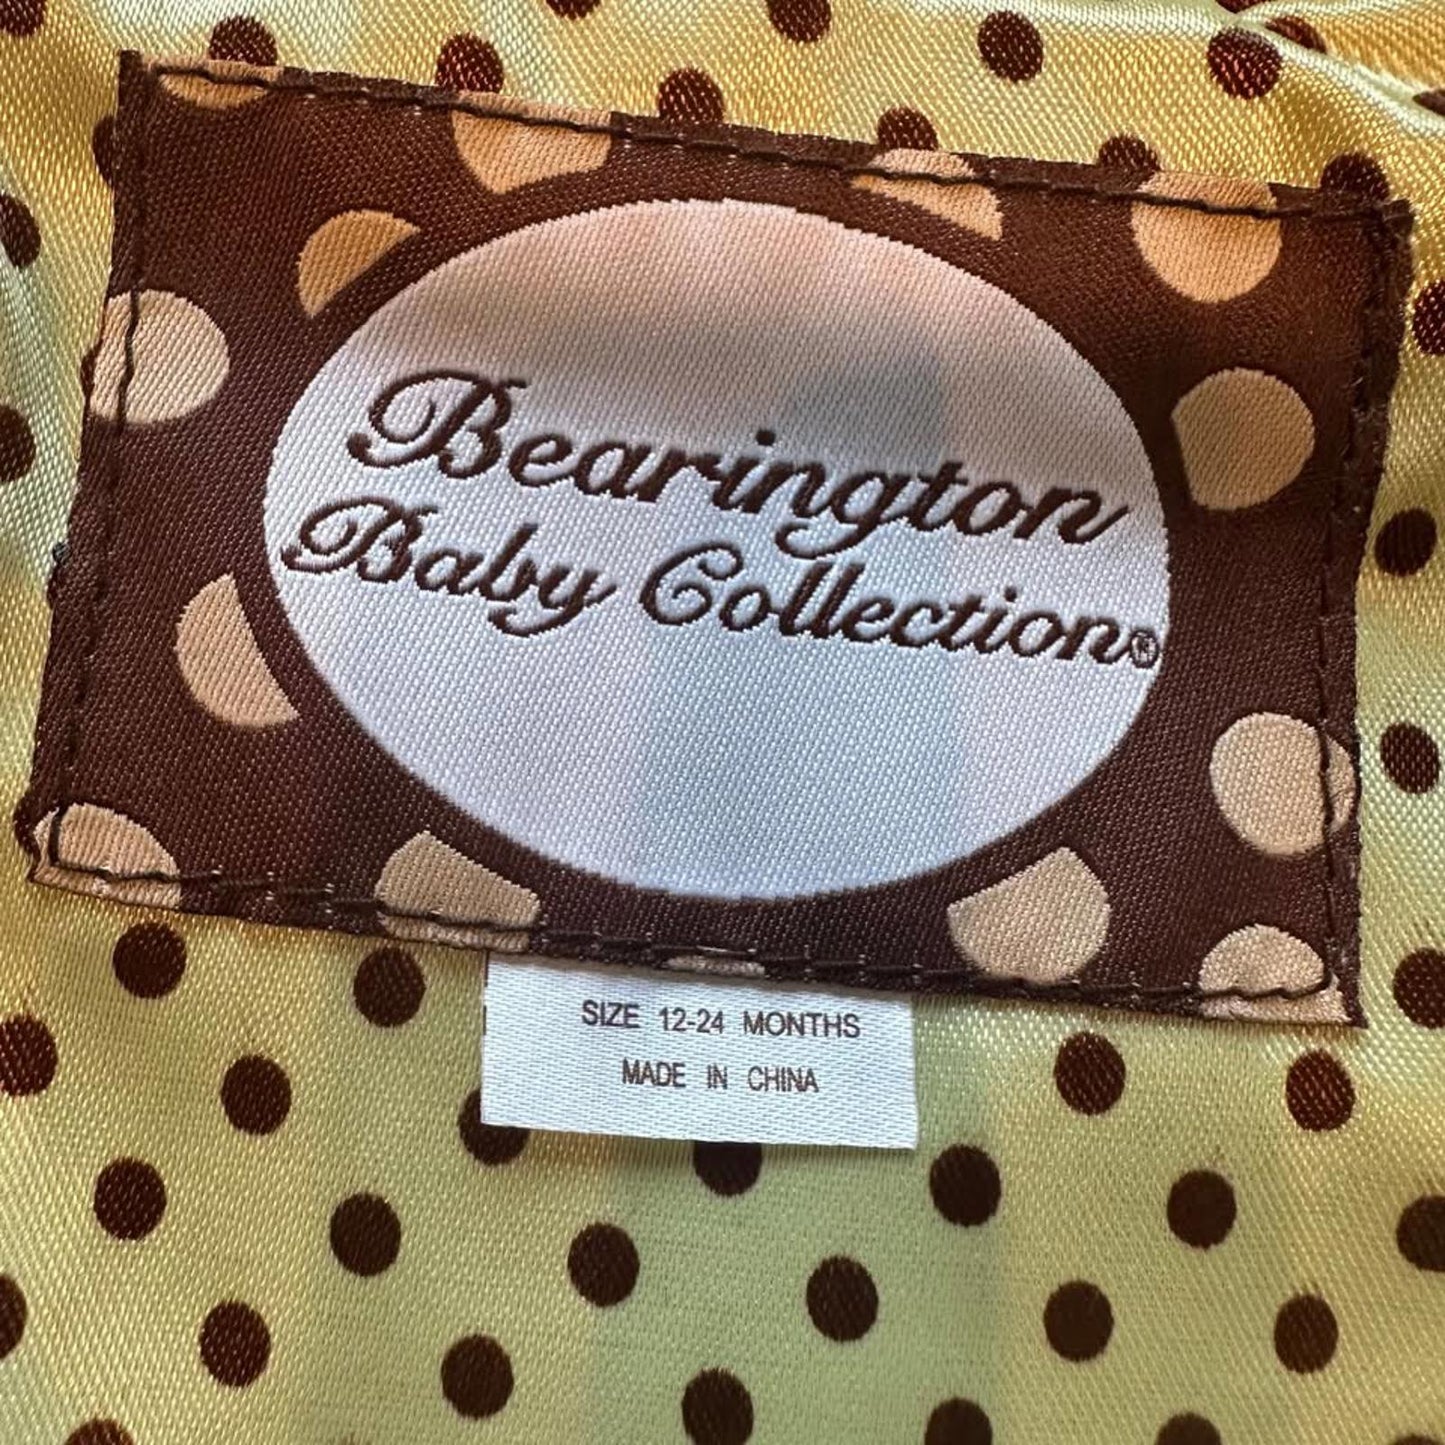 Bearington
Baby Collection®
SIZE 12-24 MONTHS
MADE IN CHINA